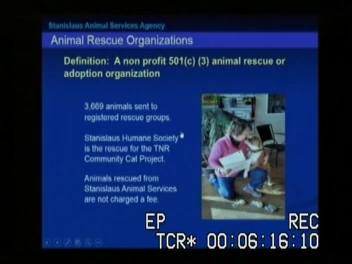 Stanislaus Animal Services Agency
Animal Rescue Organizations
Definition: A non profit 501(c) (3) animal rescue or
adoption organization
3,669 animals sent to
registered rescue groups.
Stanislaus Humane Society
is the rescue for the TNR
Community Cat Project.
Animals rescued from
Stanislaus Animal Services
are not charged a fee.
EP REC
TCR* 00:06:16:10